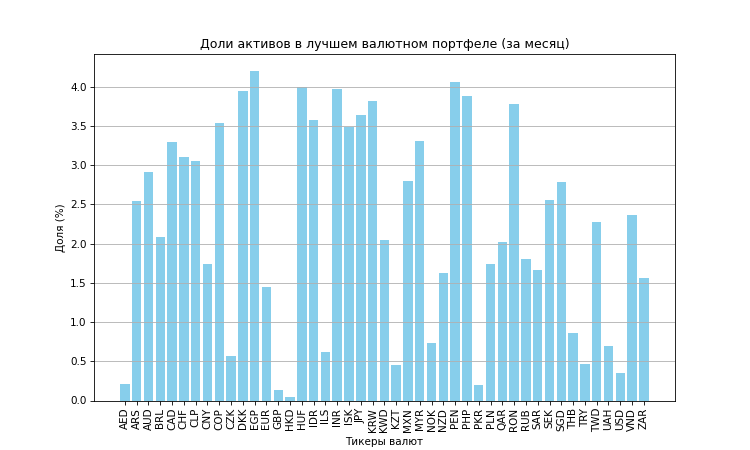 Доли активов в лучшем валютном портфеле (за месяц)
Доля (%)
4.0
3.5
3.0
2.5
2.0
1.5
1.0
0.5
0.0
AED
ARS
AUD
BRL
CAD
CHF
CLP
CNY
COP
CZK
DKK
EGP
EUR
GBP
HKD
HUF
IDR
ILS
INR
ISK
JPY
KRW
KWD
KZT
MXN
MYR
NOK
NZD
PEN
PHP
PKR
PLN
QAR
RON
RUB
SAR
SEK
SGD
THB
TRY
TWD
UAH
USD
VND
ZAR
Тикеры валют